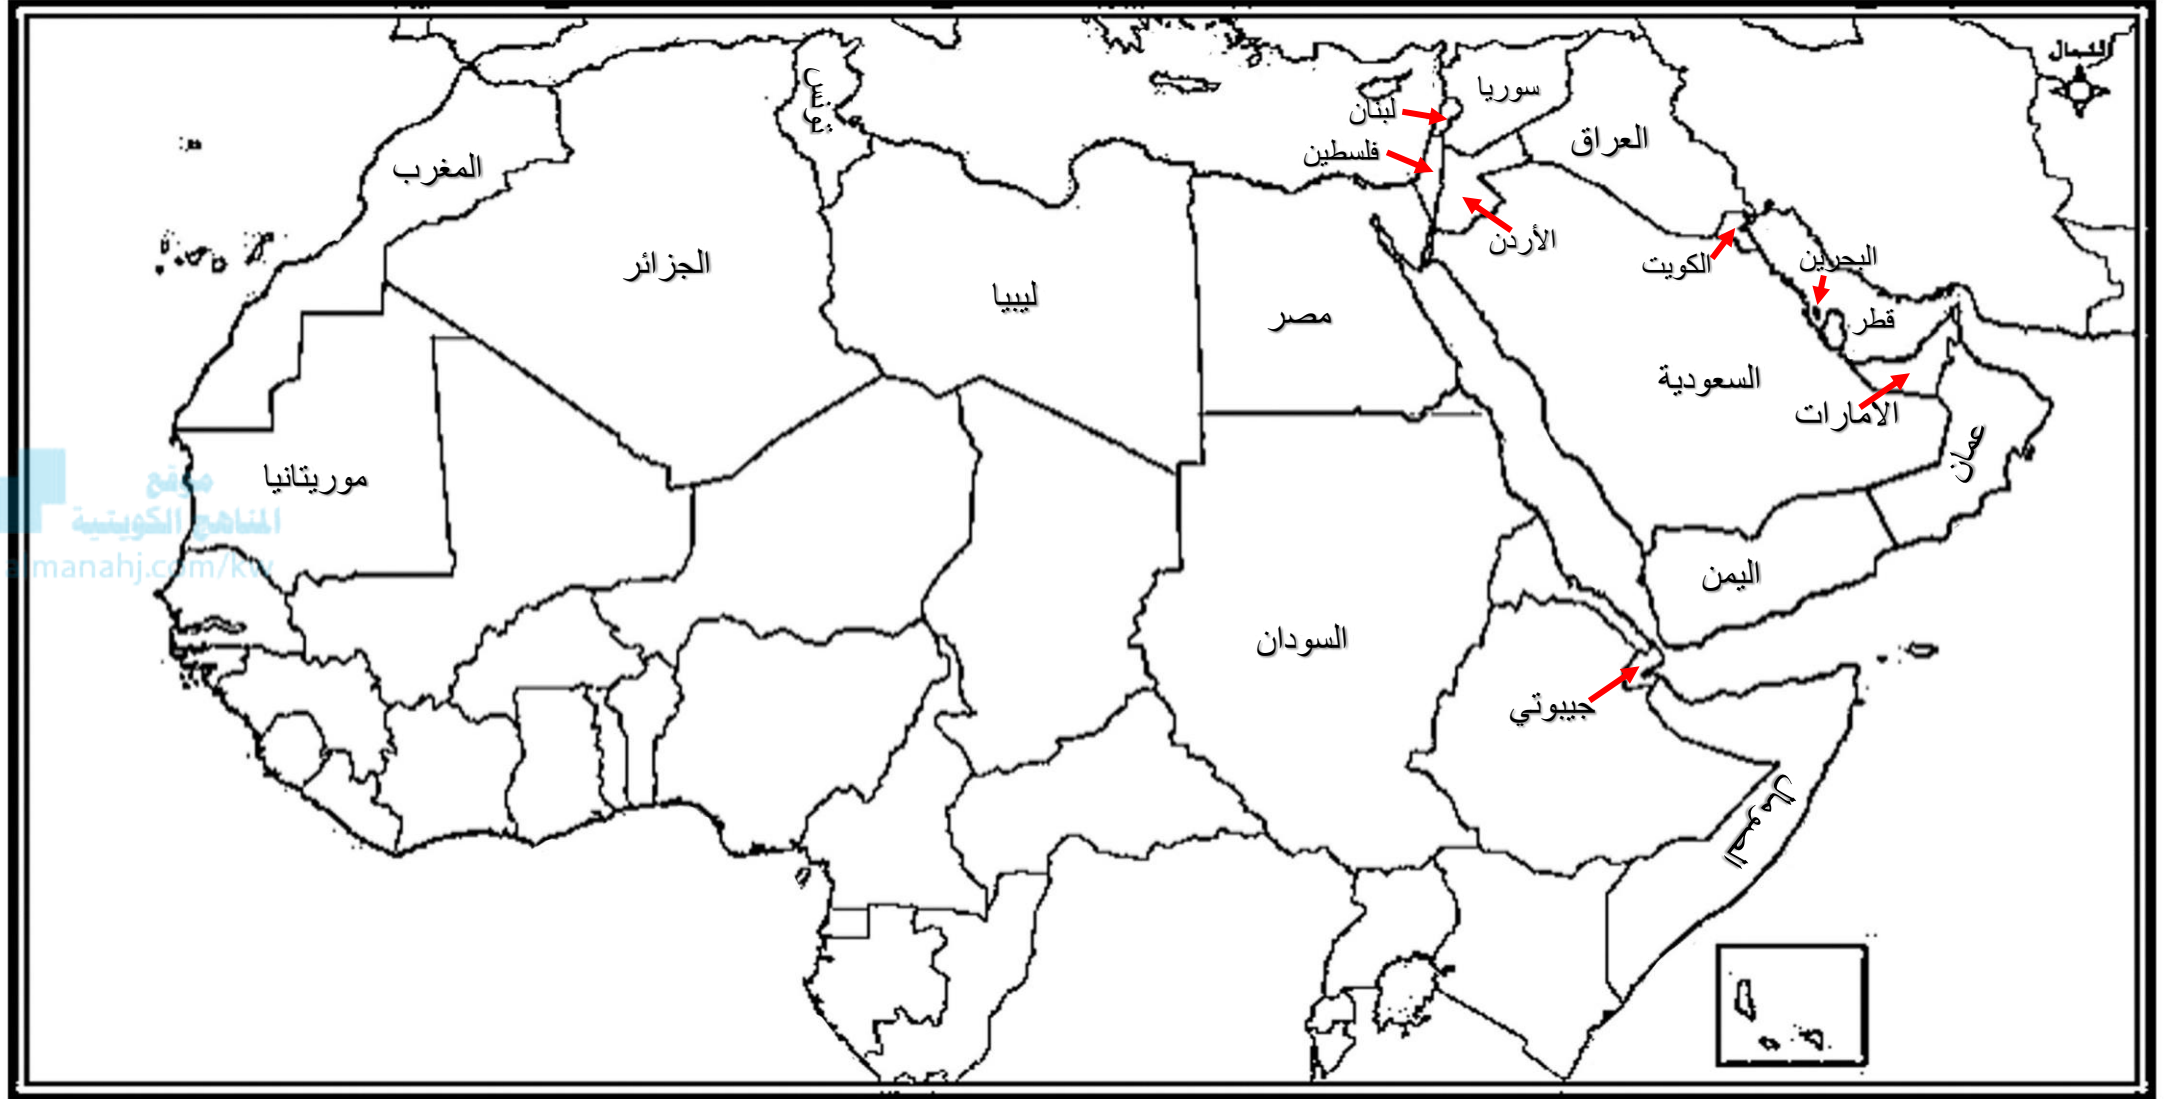 الشمال
سوريا
تونس
لبنان
العراق
فلسطين
المغرب
الأردن
البحرين
الكويت
الجزائر
ليبيا
مصر
قطر
السعودية
الامارات
عمان
موريتانيا
موقع
المناهج الكويتية
almanahj.com/kw
اليمن
السودان
جيبوتي
الصومال